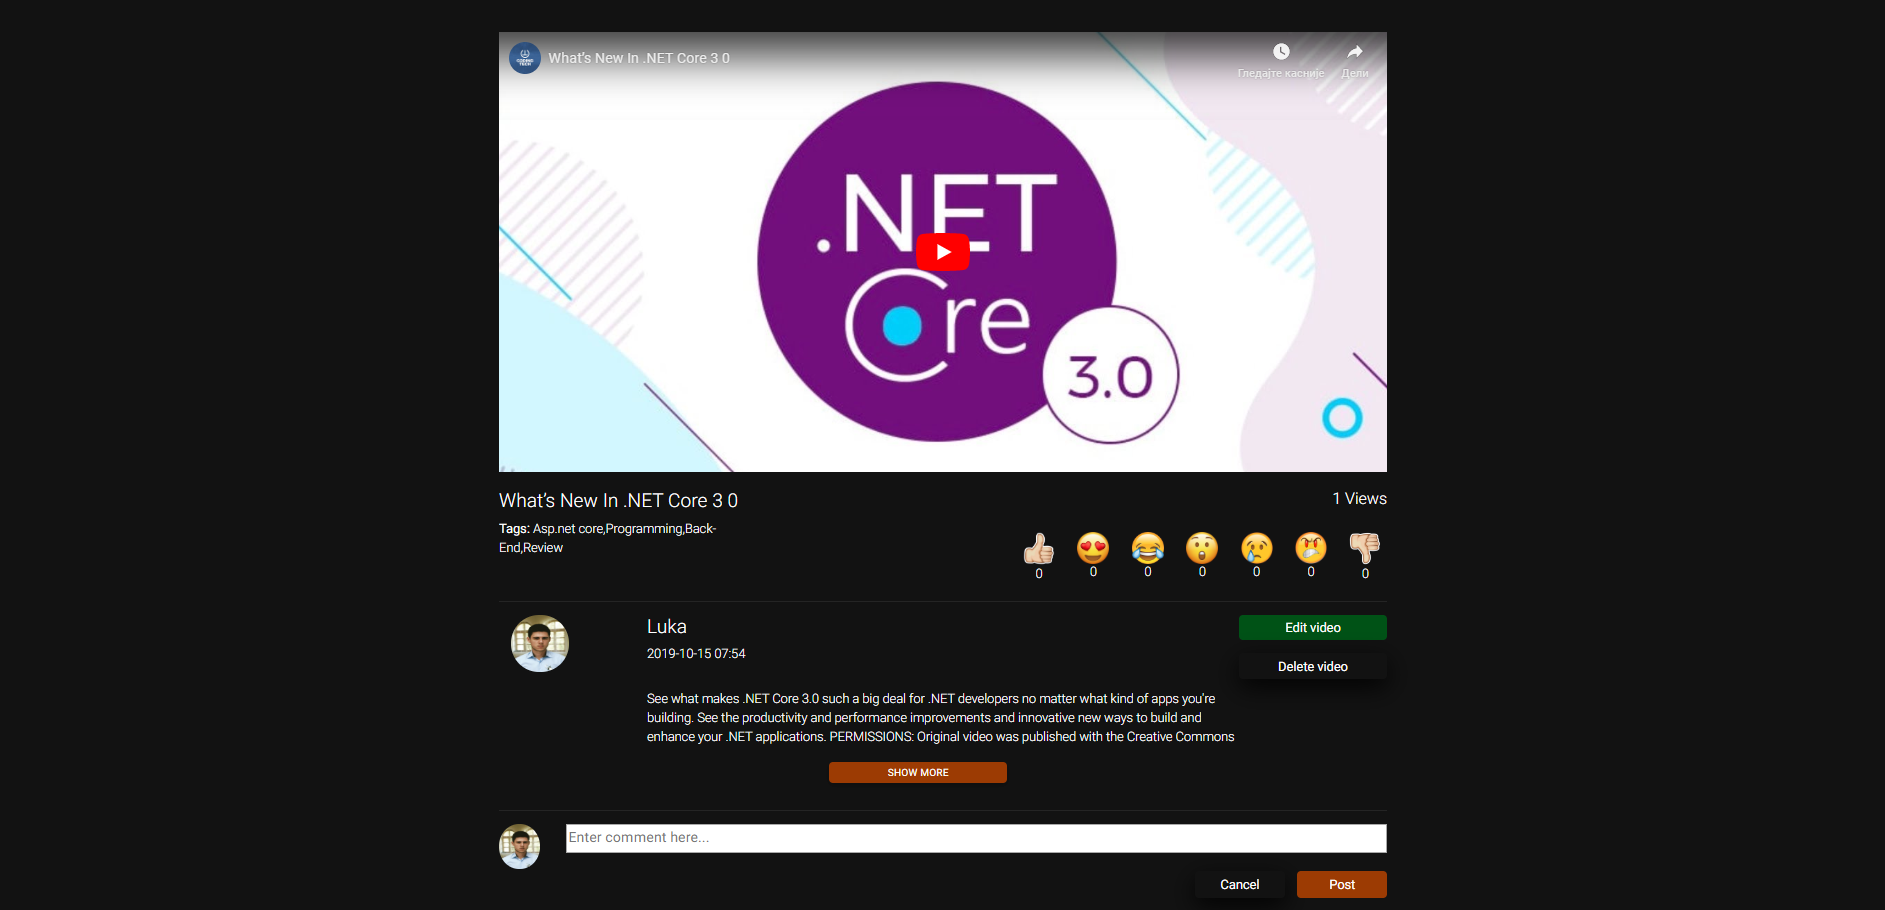 CODING
TECH
What's New In .NET Core 3 0
Гледајте касније
Дели
.NET
Core
3.0
What's New In .NET Core 3 0
1 Views
Tags: Asp.net core,Programming,Back-
End,Review
0 0 0 0 0 0 0
Luka
Edit video
2019-10-15 07:54
Delete video
See what makes .NET Core 3.0 such a big deal for .NET developers no matter what kind of apps you're
building. See the productivity and performance improvements and innovative new ways to build and
enhance your .NET applications. PERMISSIONS: Original video was published with the Creative Commons
SHOW MORE
Enter comment here...
Cancel
Post